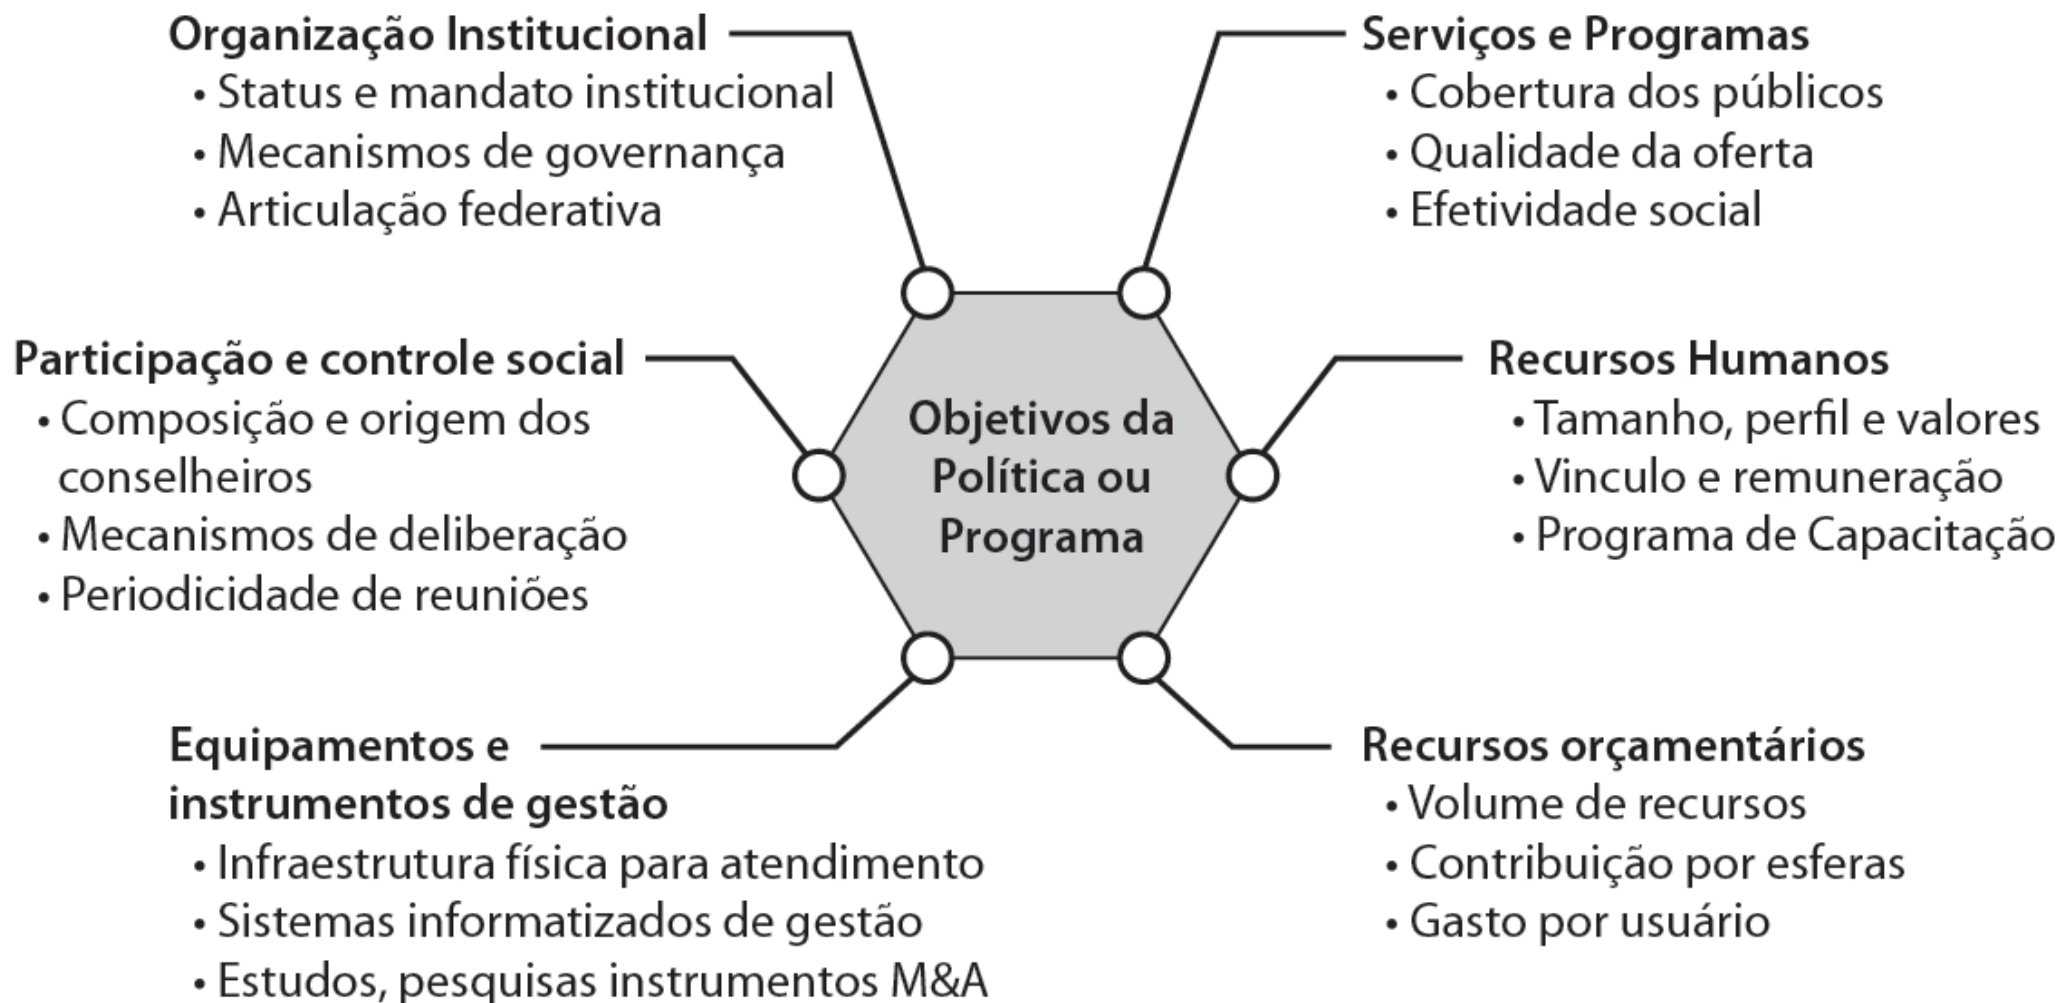 Organização Institucional
• Status e mandato institucional
• Mecanismos de governança
• Articulação federativa
Serviços e Programas
• Cobertura dos públicos
• Qualidade da oferta
• Efetividade social
Participação e controle social
• Composição e origem dos
conselheiros
• Mecanismos de deliberação
• Periodicidade de reuniões
Objetivos da
Política ou
Programa
Recursos Humanos
• Tamanho, perfil e valores
• Vinculo e remuneração
• Programa de Capacitação
Equipamentos e
instrumentos de gestão
• Infraestrutura física para atendimento
• Sistemas informatizados de gestão
• Estudos, pesquisas instrumentos M&A
Recursos orçamentários
• Volume de recursos
• Contribuição por esferas
• Gasto por usuário